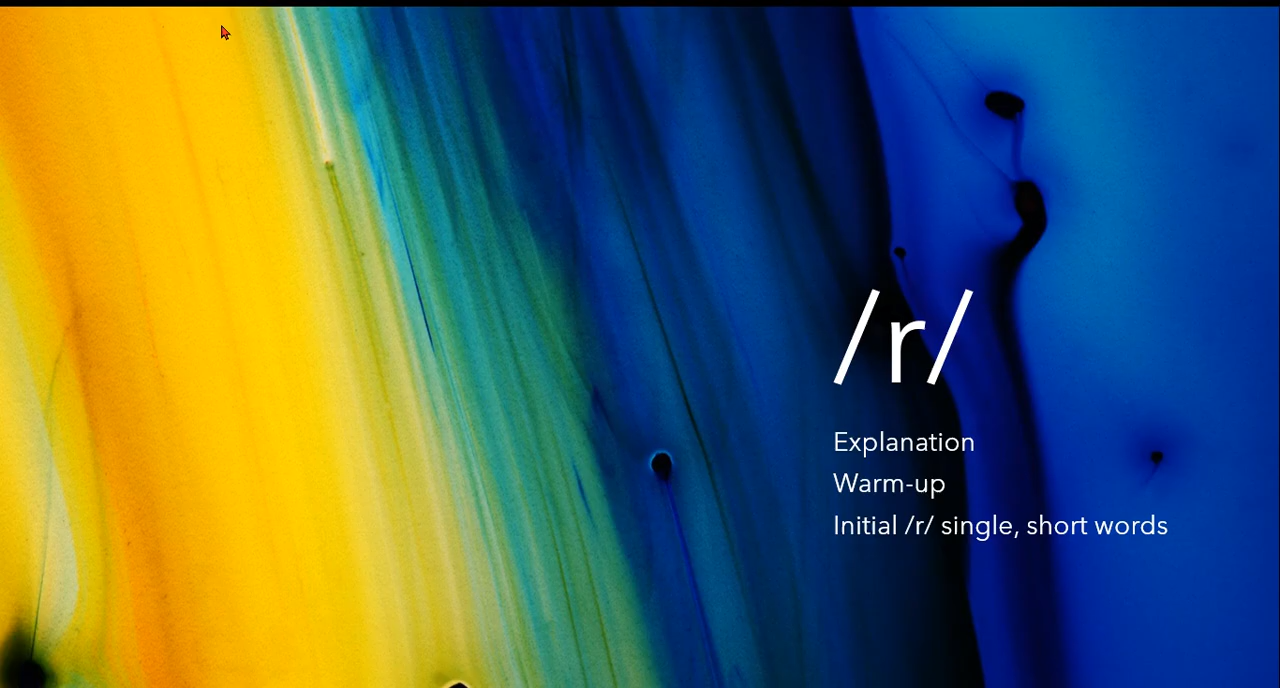 /r/
Explanation
Warm-up
Initial /r/ single, short words